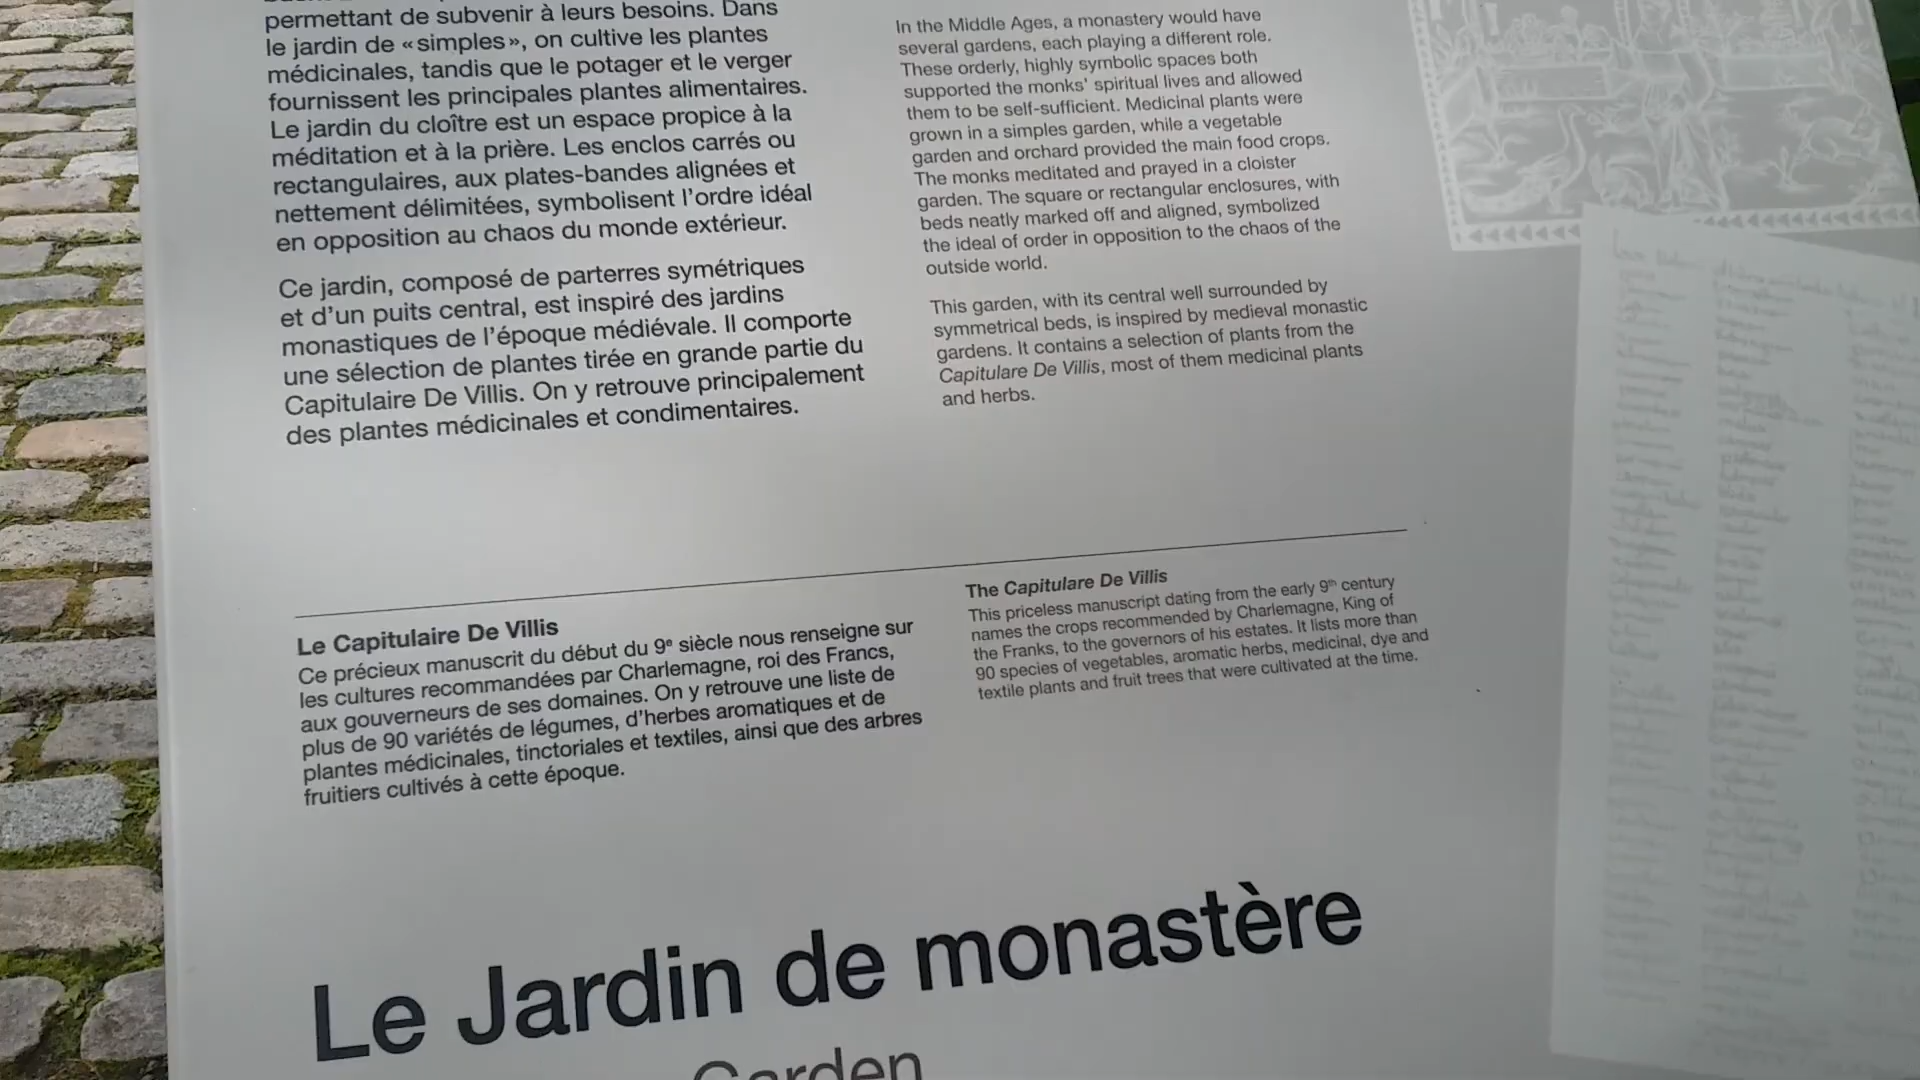 permettant de subvenir à leurs besoins. Dans
le jardin de «simples», on cultive les plantes
médicinales, tandis que le potager et le verger
fournissent les principales plantes alimentaires.
Le jardin du cloître est un espace propice à la
méditation et à la prière. Les enclos carrés ou
rectangulaires, aux plates-bandes alignées et
nettement délimitées, symbolisent l'ordre idéal
en opposition au chaos du monde extérieur.
Ce jardin, composé de parterres symétriques
et d'un puits central, est inspiré des jardins
monastiques de l'époque médiévale. Il comporte
une sélection de plantes tirée en grande partie du
Capitulaire De Villis. On y retrouve principalement
des plantes médicinales et condimentaires.
In the Middle Ages, a monastery would have
several gardens, each playing a different role.
These orderly, highly symbolic spaces both
supported the monks' spiritual lives and allowed
them to be self-sufficient. Medicinal plants were
grown in a simples garden, while a vegetable
garden and orchard provided the main food crops.
The monks meditated and prayed in a cloister
garden. The square or rectangular enclosures, with
beds neatly marked off and aligned, symbolized
the ideal of order in opposition to the chaos of the
outside world.
This garden, with its central well surrounded by
symmetrical beds, is inspired by medieval monastic
gardens. It contains a selection of plants from the
Capitulare De Villis, most of them medicinal plants
and herbs.
Le Capitulaire De Villis
Ce précieux manuscrit du début du 9e siècle nous renseigne sur
les cultures recommandées par Charlemagne, roi des Francs,
aux gouverneurs de ses domaines. On y retrouve une liste de
plus de 90 variétés de légumes, d'herbes aromatiques et de
plantes médicinales, tinctoriales et textiles, ainsi que des arbres
fruitiers cultivés à cette époque.
The Capitulare De Villis
This priceless manuscript dating from the early 9th century
names the crops recommended by Charlemagne, King of
the Franks, to the governors of his estates. It lists more than
90 species of vegetables, aromatic herbs, medicinal, dye and
textile plants and fruit trees that were cultivated at the time.
Le Jardin de monastère
Garden